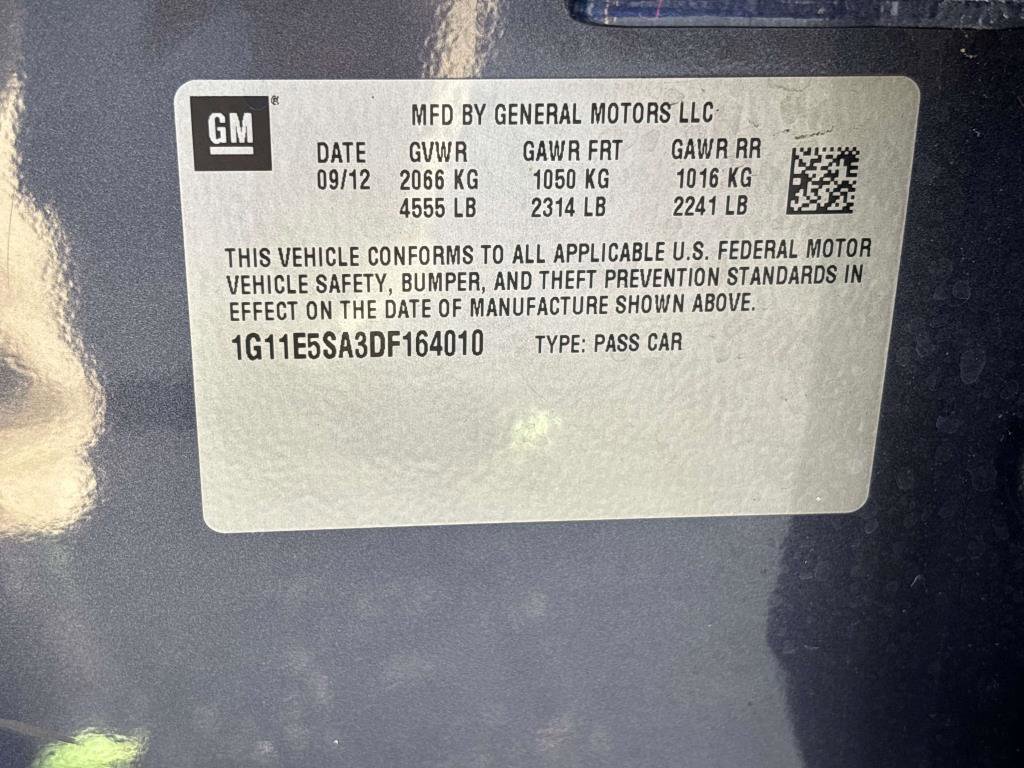 GM ®
MFD BY GENERAL MOTORS LLC
DATE GVWR GAWR FRT GAWR RR
09/12 2066 KG 1050 KG 1016 KG
4555 LB 2314 LB 2241 LB
THIS VEHICLE CONFORMS TO ALL APPLICABLE U.S. FEDERAL MOTOR
VEHICLE SAFETY, BUMPER, AND THEFT PREVENTION STANDARDS IN
EFFECT ON THE DATE OF MANUFACTURE SHOWN ABOVE.
1G11E5SA3DF164010 TYPE: PASS CAR